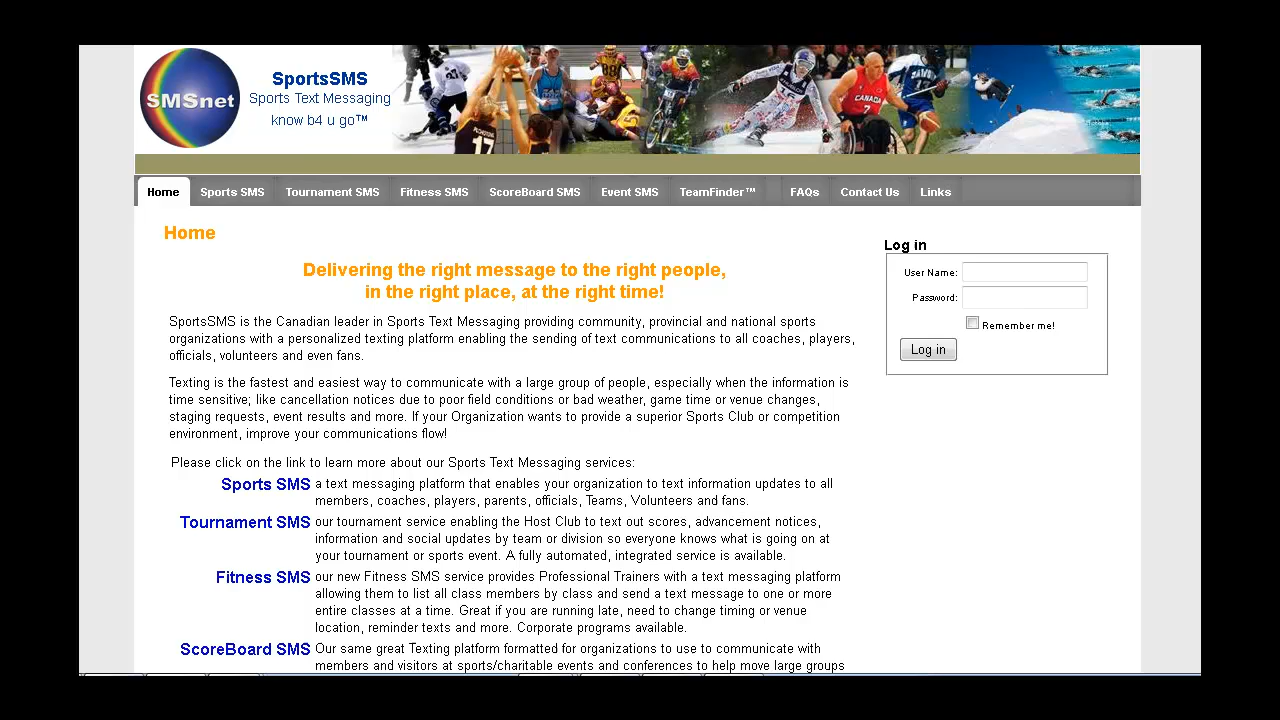 SMSnet
SportsSMS
Sports Text Messaging
know b4 u go™
17
CANADA
2
Home
Sports SMS
Tournament SMS
Fitness SMS
ScoreBoard SMS
Event SMS
TeamFinder™
FAQs
Contact Us
Links
Home
Delivering the right message to the right people,
in the right place, at the right time!
SportsSMS is the Canadian leader in Sports Text Messaging providing community, provincial and national sports
organizations with a personalized texting platform enabling the sending of text communications to all coaches, players,
officials, volunteers and even fans.
Texting is the fastest and easiest way to communicate with a large group of people, especially when the information is
time sensitive; like cancellation notices due to poor field conditions or bad weather, game time or venue changes,
staging requests, event results and more. If your Organization wants to provide a superior Sports Club or competition
environment, improve your communications flow!
Please click on the link to learn more about our Sports Text Messaging services:
Sports SMS a text messaging platform that enables your organization to text information updates to all
members, coaches, players, parents, officials, Teams, Volunteers and fans.
Tournament SMS our tournament service enabling the Host Club to text out scores, advancement notices,
information and social updates by team or division so everyone knows what is going on at
your tournament or sports event. A fully automated, integrated service is available.
Fitness SMS our new Fitness SMS service provides Professional Trainers with a text messaging platform
allowing them to list all class members by class and send a text message to one or more
entire classes at a time. Great if you are running late, need to change timing or venue
location, reminder texts and more. Corporate programs available.
ScoreBoard SMS Our same great Texting platform formatted for organizations to use to communicate with
members and visitors at sports/charitable events and conferences to help move large groups
Log in
User Name:
Password:
Remember me!
Log in